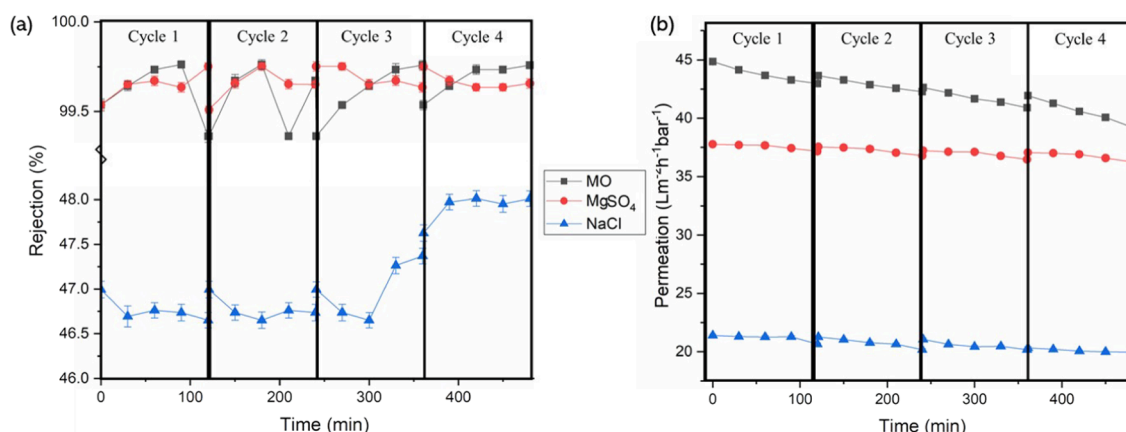 (a)
Cycle 1
Cycle 2
Cycle 3
Cycle 4
100.0
99.5
48.0
47.5
47.0
46.5
46.0
Rejection (%)
0
100
200
300
400
Time (min)
MO
MgSO₄
NaCl
(b)
Cycle 1
Cycle 2
Cycle 3
Cycle 4
45
40
35
30
25
20
Permeation (Lm⁻²h⁻¹bar⁻¹)
0
100
200
300
400
Time (min)